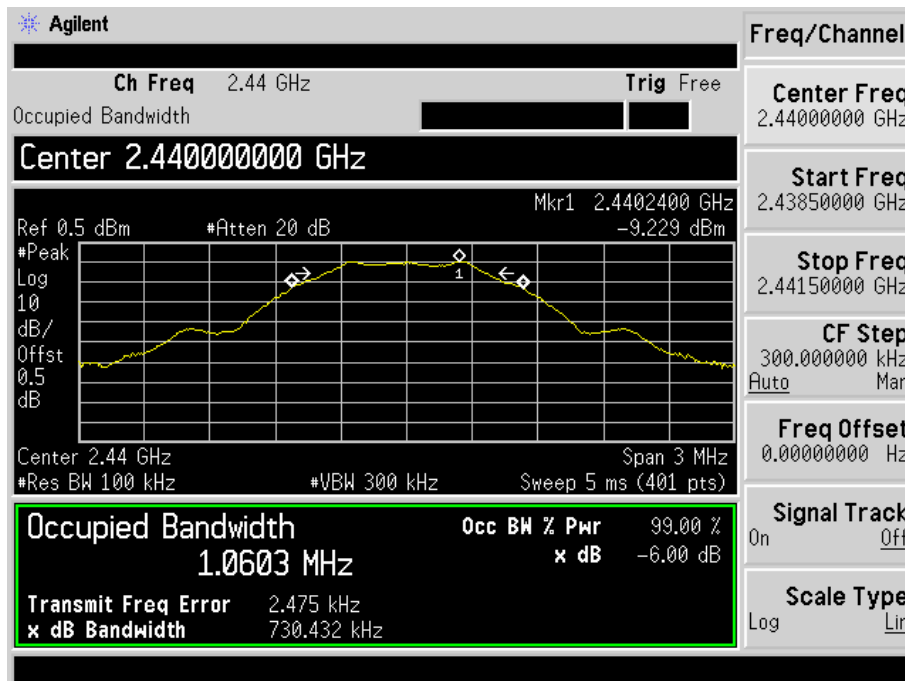 Agilent
Freq/Channel
Ch Freq 2.44 GHz Trig Free
Occupied Bandwidth
Center 2.440000000 GHz
Mkr1 2.4402400 GHz
Ref 0.5 dBm #Atten 20 dB -9.229 dBm
#Peak
Log
10
dB/
Offst
0.5
dB
1
Center 2.44 GHz Span 3 MHz
#Res BW 100 kHz #VBW 300 kHz Sweep 5 ms (401 pts)
Occupied Bandwidth Occ BW % Pwr 99.00 %
1.0603 MHz x dB -6.00 dB
Transmit Freq Error 2.475 kHz
x dB Bandwidth 730.432 kHz
Center Freq
2.44000000 GHz
Start Freq
2.43850000 GHz
Stop Freq
2.44150000 GHz
CF Step
300.000000 kHz
Auto Man
Freq Offset
0.00000000 Hz
Signal Track
On Off
Scale Type
Log Lin